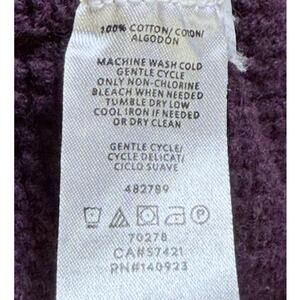 100% COTTON/COTON/
ALGODÓN
MACHINE WASH COLD
GENTLE CYCLE
ONLY NON-CHLORINE
BLEACH WHEN NEEDED
TUMBLE DRY LOW
COOL IRON IF NEEDED
OR DRY CLEAN
GENTLE CYCLE/
CYCLE DELICAT/
CICLO SUAVE
482789
P
70278
CA#57421
RN#140923